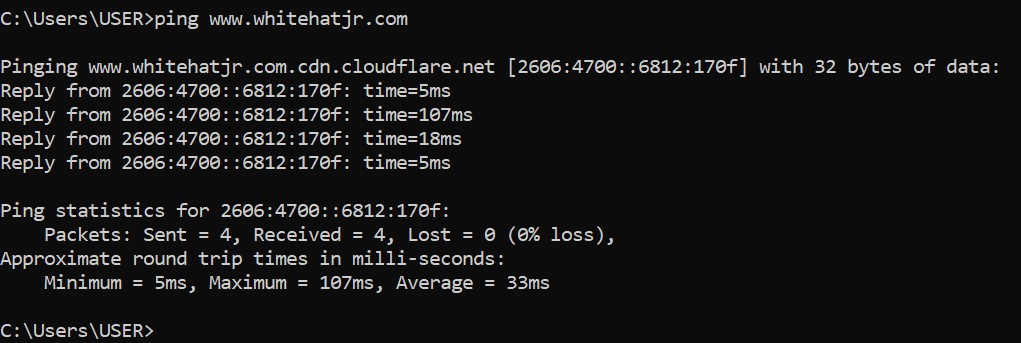 C:\Users\USER>ping www.whitehatjr.com
Pinging www.whitehatjr.com.cdn.cloudflare.net [2606:4700::6812:170f] with 32 bytes of data:
Reply from 2606:4700::6812:170f: time=5ms
Reply from 2606:4700::6812:170f: time=107ms
Reply from 2606:4700::6812:170f: time=18ms
Reply from 2606:4700::6812:170f: time=5ms
Ping statistics for 2606:4700::6812:170f:
    Packets: Sent = 4, Received = 4, Lost = 0 (0% loss),
Approximate round trip times in milli-seconds:
    Minimum = 5ms, Maximum = 107ms, Average = 33ms
C:\Users\USER>